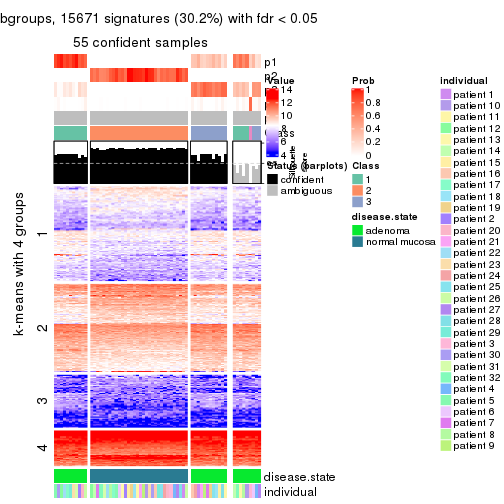 bgroups, 15671 signatures (30.2%) with fdr < 0.05
55 confident samples
p1
p2
Value
14
12
10
8
6
4
Prob
1
0.8
0.6
0.4
0.2
0
Silhouette
score
Status (barplots)
confident
ambiguous
Class
1
2
3
disease.state
adenoma
normal mucosa
individual
patient 1
patient 10
patient 11
patient 12
patient 13
patient 14
patient 15
patient 16
patient 17
patient 18
patient 19
patient 2
patient 20
patient 21
patient 22
patient 23
patient 24
patient 25
patient 26
patient 27
patient 28
patient 29
patient 3
patient 30
patient 31
patient 32
patient 4
patient 5
patient 6
patient 7
patient 8
patient 9
k-means with 4 groups
1
2
3
4
disease.state
individual